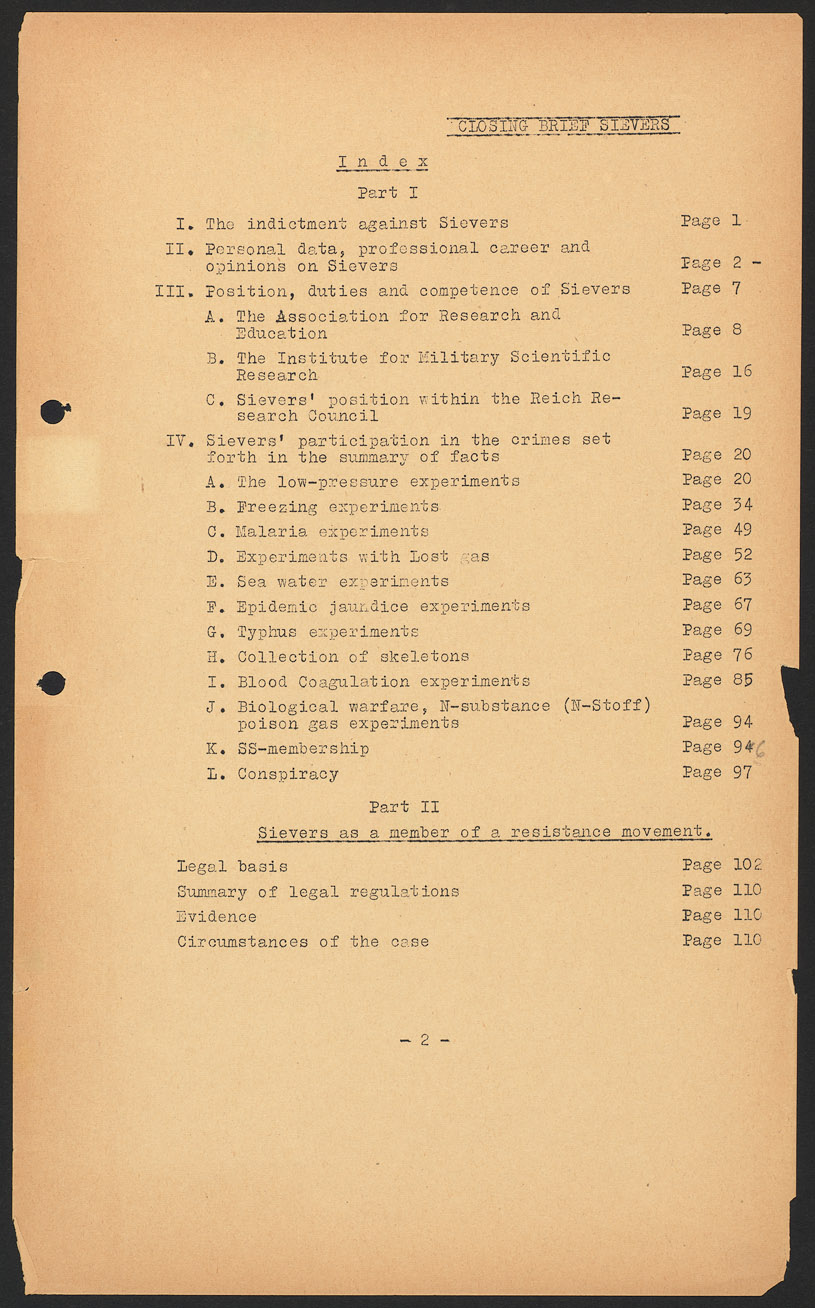 CLOSING BRIEF SIEVERS
I n d e x
Part I
I. The indictment against Sievers Page 1
II. Personal data, professional career and
opinions on Sievers Page 2 -
III. Position, duties and competence of Sievers Page 7
A. The Association for Research and
Education Page 8
B. The Institute for Military Scientific
Research Page 16
C. Sievers' position within the Reich Re-
search Council Page 19
IV. Sievers' participation in the crimes set
forth in the summary of facts Page 20
A. The low-pressure experiments Page 20
B. Freezing experiments Page 34
C. Malaria experiments Page 49
D. Experiments with Lost gas Page 52
E. Sea water experiments Page 63
F. Epidemic jaundice experiments Page 67
G. Typhus experiments Page 69
H. Collection of skeletons Page 76
I. Blood Coagulation experiments Page 85
J. Biological warfare, N-substance (N-Stoff)
poison gas experiments Page 94
K. SS-membership Page 946
L. Conspiracy Page 97
Part II
Sievers as a member of a resistance movement.
Legal basis Page 102
Summary of legal regulations Page 110
Evidence Page 110
Circumstances of the case Page 110
- 2 -